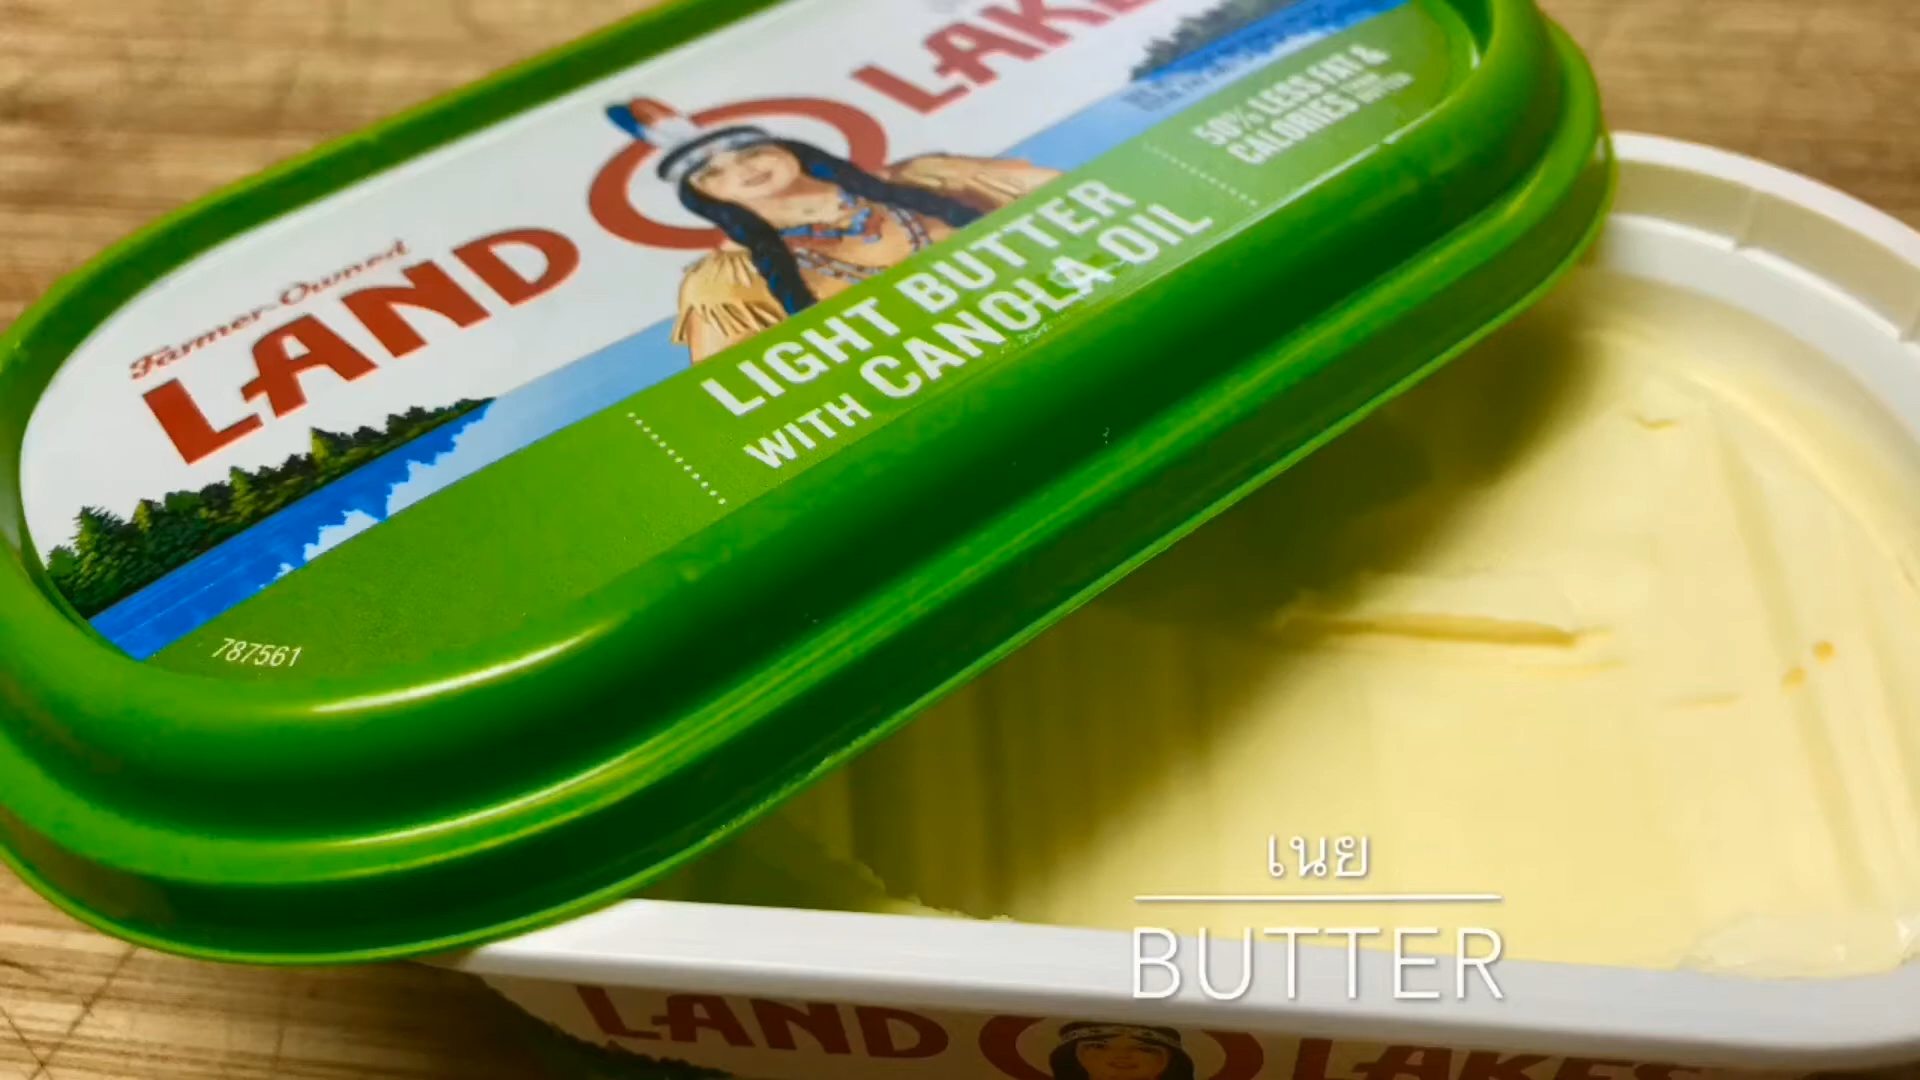 Farmer-Owned
LAND O LAKE
50% LESS FAT &
CALORIES
LIGHT BUTTER
WITH CANOLA OIL
787561
เนย
BUTTER
LAND O LAKES